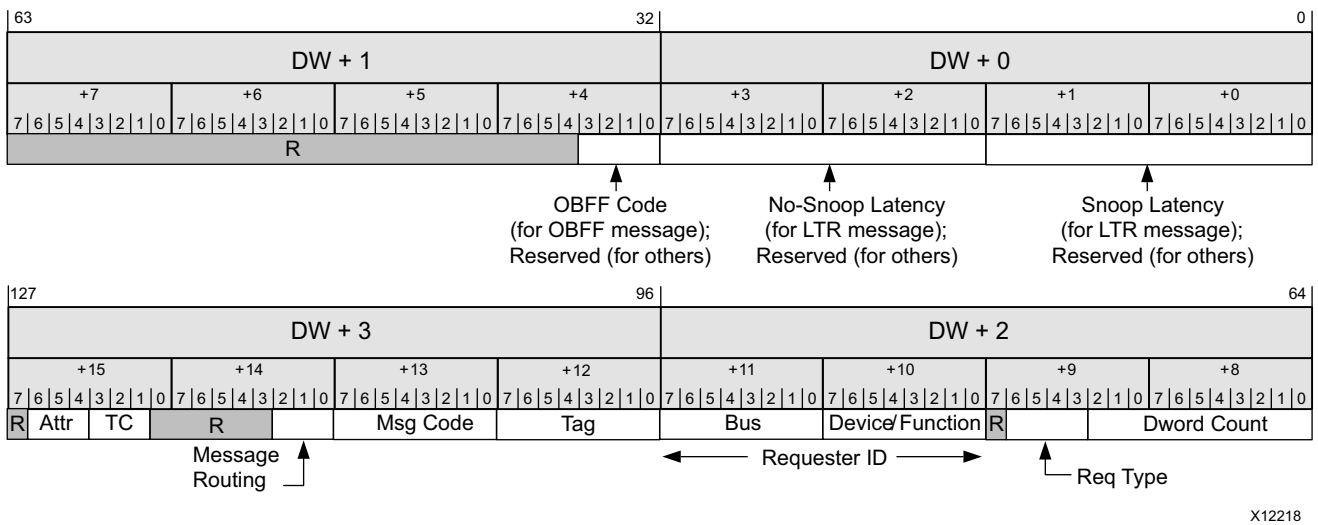 63 32 0
DW + 1 DW + 0
+7 +6 +5 +4 +3 +2 +1 +0
7 6 5 4 3 2 1 0 7 6 5 4 3 2 1 0 7 6 5 4 3 2 1 0 7 6 5 4 3 2 1 0 7 6 5 4 3 2 1 0 7 6 5 4 3 2 1 0 7 6 5 4 3 2 1 0 7 6 5 4 3 2 1 0
R
OBFF Code No-Snoop Latency Snoop Latency
(for OBFF message); (for LTR message); (for LTR message);
Reserved (for others) Reserved (for others) Reserved (for others)
127 96 64
DW + 3 DW + 2
+15 +14 +13 +12 +11 +10 +9 +8
7 6 5 4 3 2 1 0 7 6 5 4 3 2 1 0 7 6 5 4 3 2 1 0 7 6 5 4 3 2 1 0 7 6 5 4 3 2 1 0 7 6 5 4 3 2 1 0 7 6 5 4 3 2 1 0 7 6 5 4 3 2 1 0
R Attr TC R Msg Code Tag Bus Device/Function R Dword Count
Message Requester ID
Routing Req Type
X12218